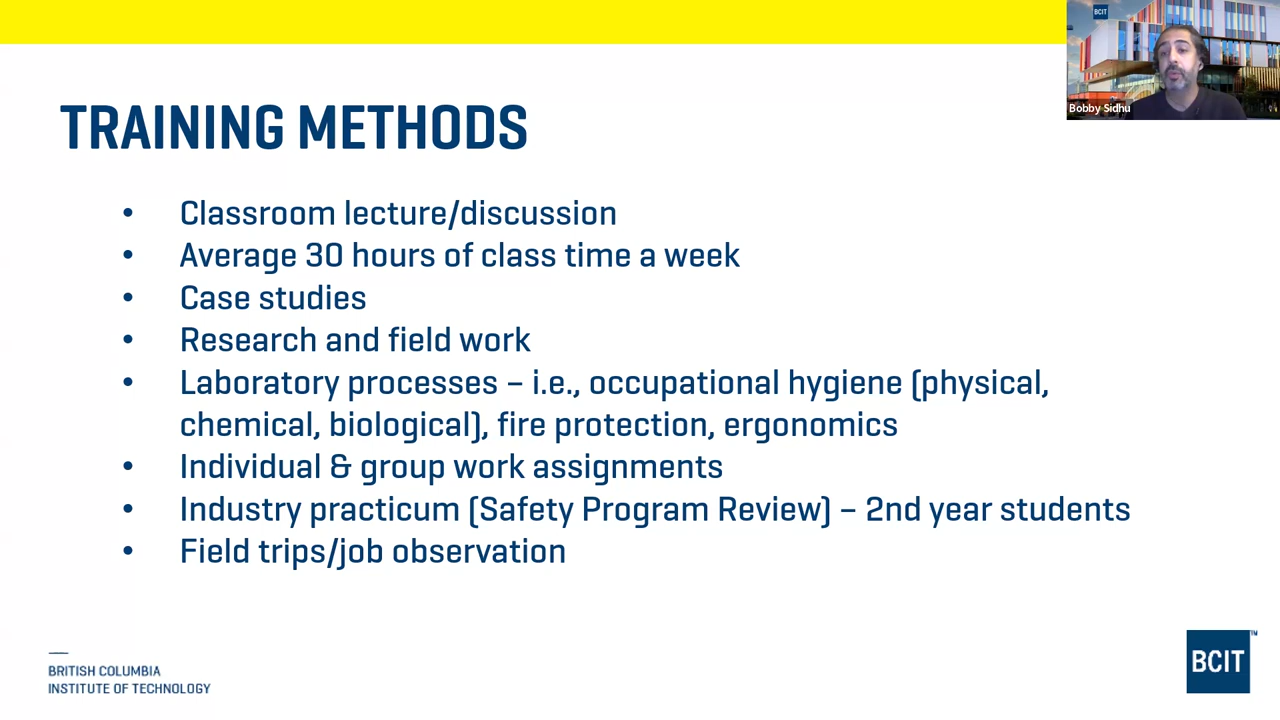 BCIT
Bobby Sidhu
TRAINING METHODS
• Classroom lecture/discussion
• Average 30 hours of class time a week
• Case studies
• Research and field work
• Laboratory processes – i.e., occupational hygiene (physical,
chemical, biological), fire protection, ergonomics
• Individual & group work assignments
• Industry practicum (Safety Program Review) – 2nd year students
• Field trips/job observation
BRITISH COLUMBIA
INSTITUTE OF TECHNOLOGY
BCIT™